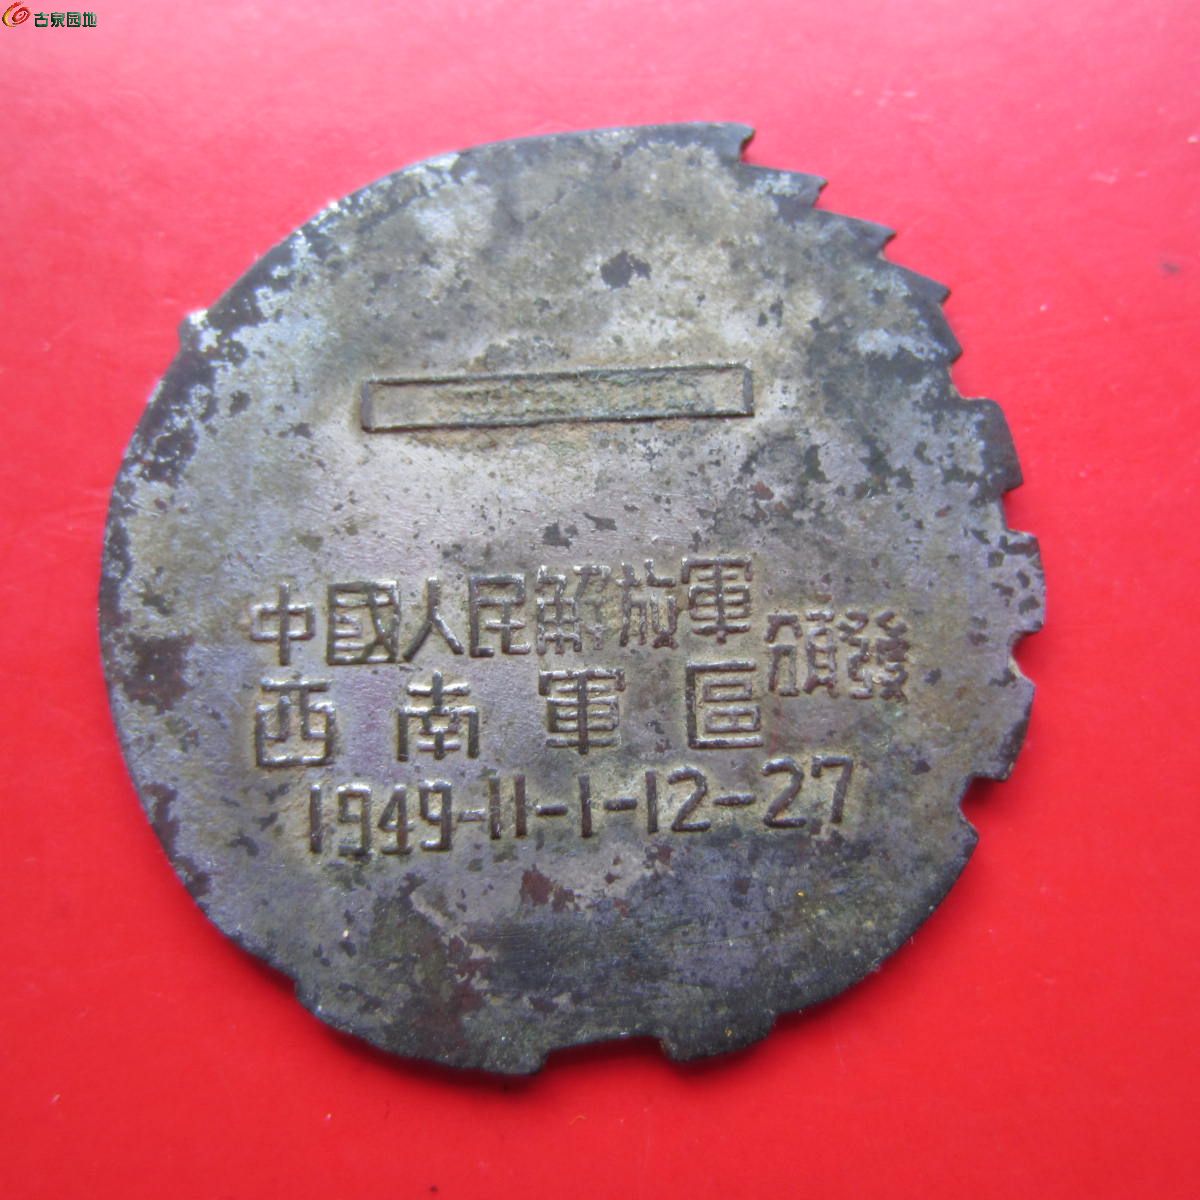 古泉园地
中國人民解放軍
西南軍區
頒發
1949-11-1-12-27